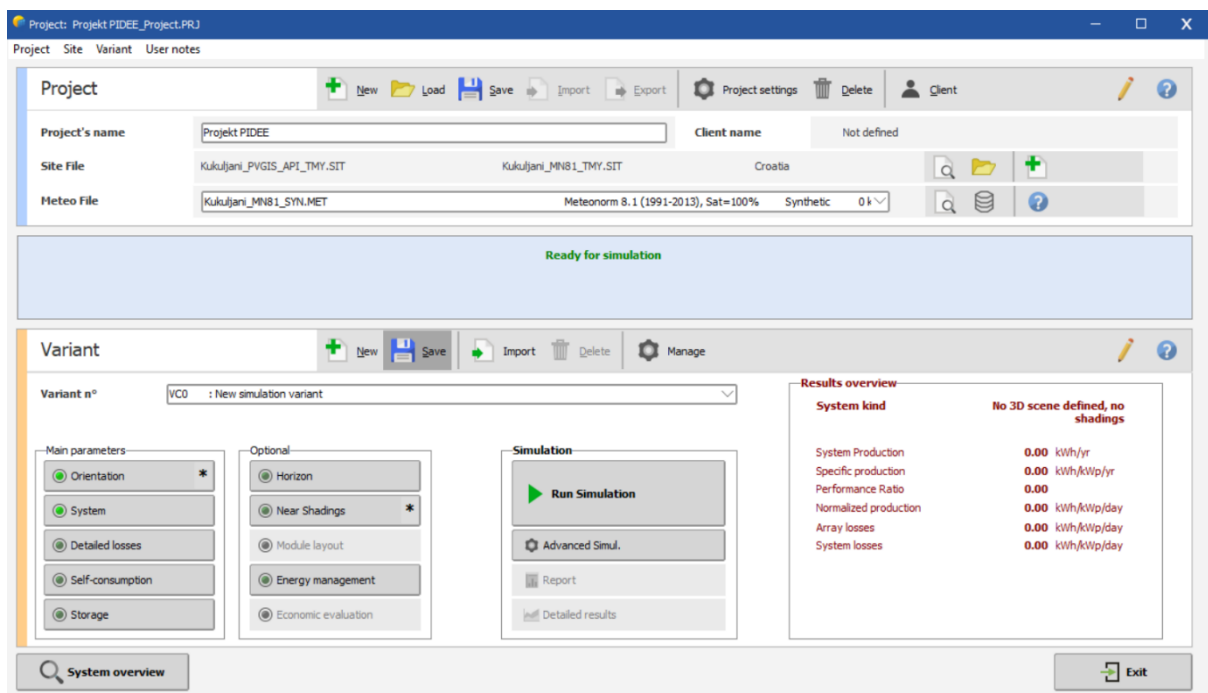 Project: Projekt PIDEE_Project.PRJ
Project Site Variant User notes
Project New Load Save Import Export Project settings Delete Client
Project's name Projekt PIDEE Client name Not defined
Site File Kukuljani_PVGIS_API_TMY.SIT Kukuljani_MN81_TMY.SIT Croatia
Meteo File Kukuljani_MN81_SYN.MET Meteonorm 8.1 (1991-2013), Sat=100% Synthetic 0 k
Ready for simulation
Variant New Save Import Delete Manage
Variant n° VC0 : New simulation variant
Main parameters
Orientation *
System
Detailed losses
Self-consumption
Storage
Optional
Horizon
Near Shadings *
Module layout
Energy management
Economic evaluation
Simulation
Run Simulation
Advanced Simul.
Report
Detailed results
Results overview
System kind No 3D scene defined, no
shadings
System Production 0.00 kWh/yr
Specific production 0.00 kWh/kWp/yr
Performance Ratio 0.00
Normalized production 0.00 kWh/kWp/day
Array losses 0.00 kWh/kWp/day
System losses 0.00 kWh/kWp/day
System overview Exit